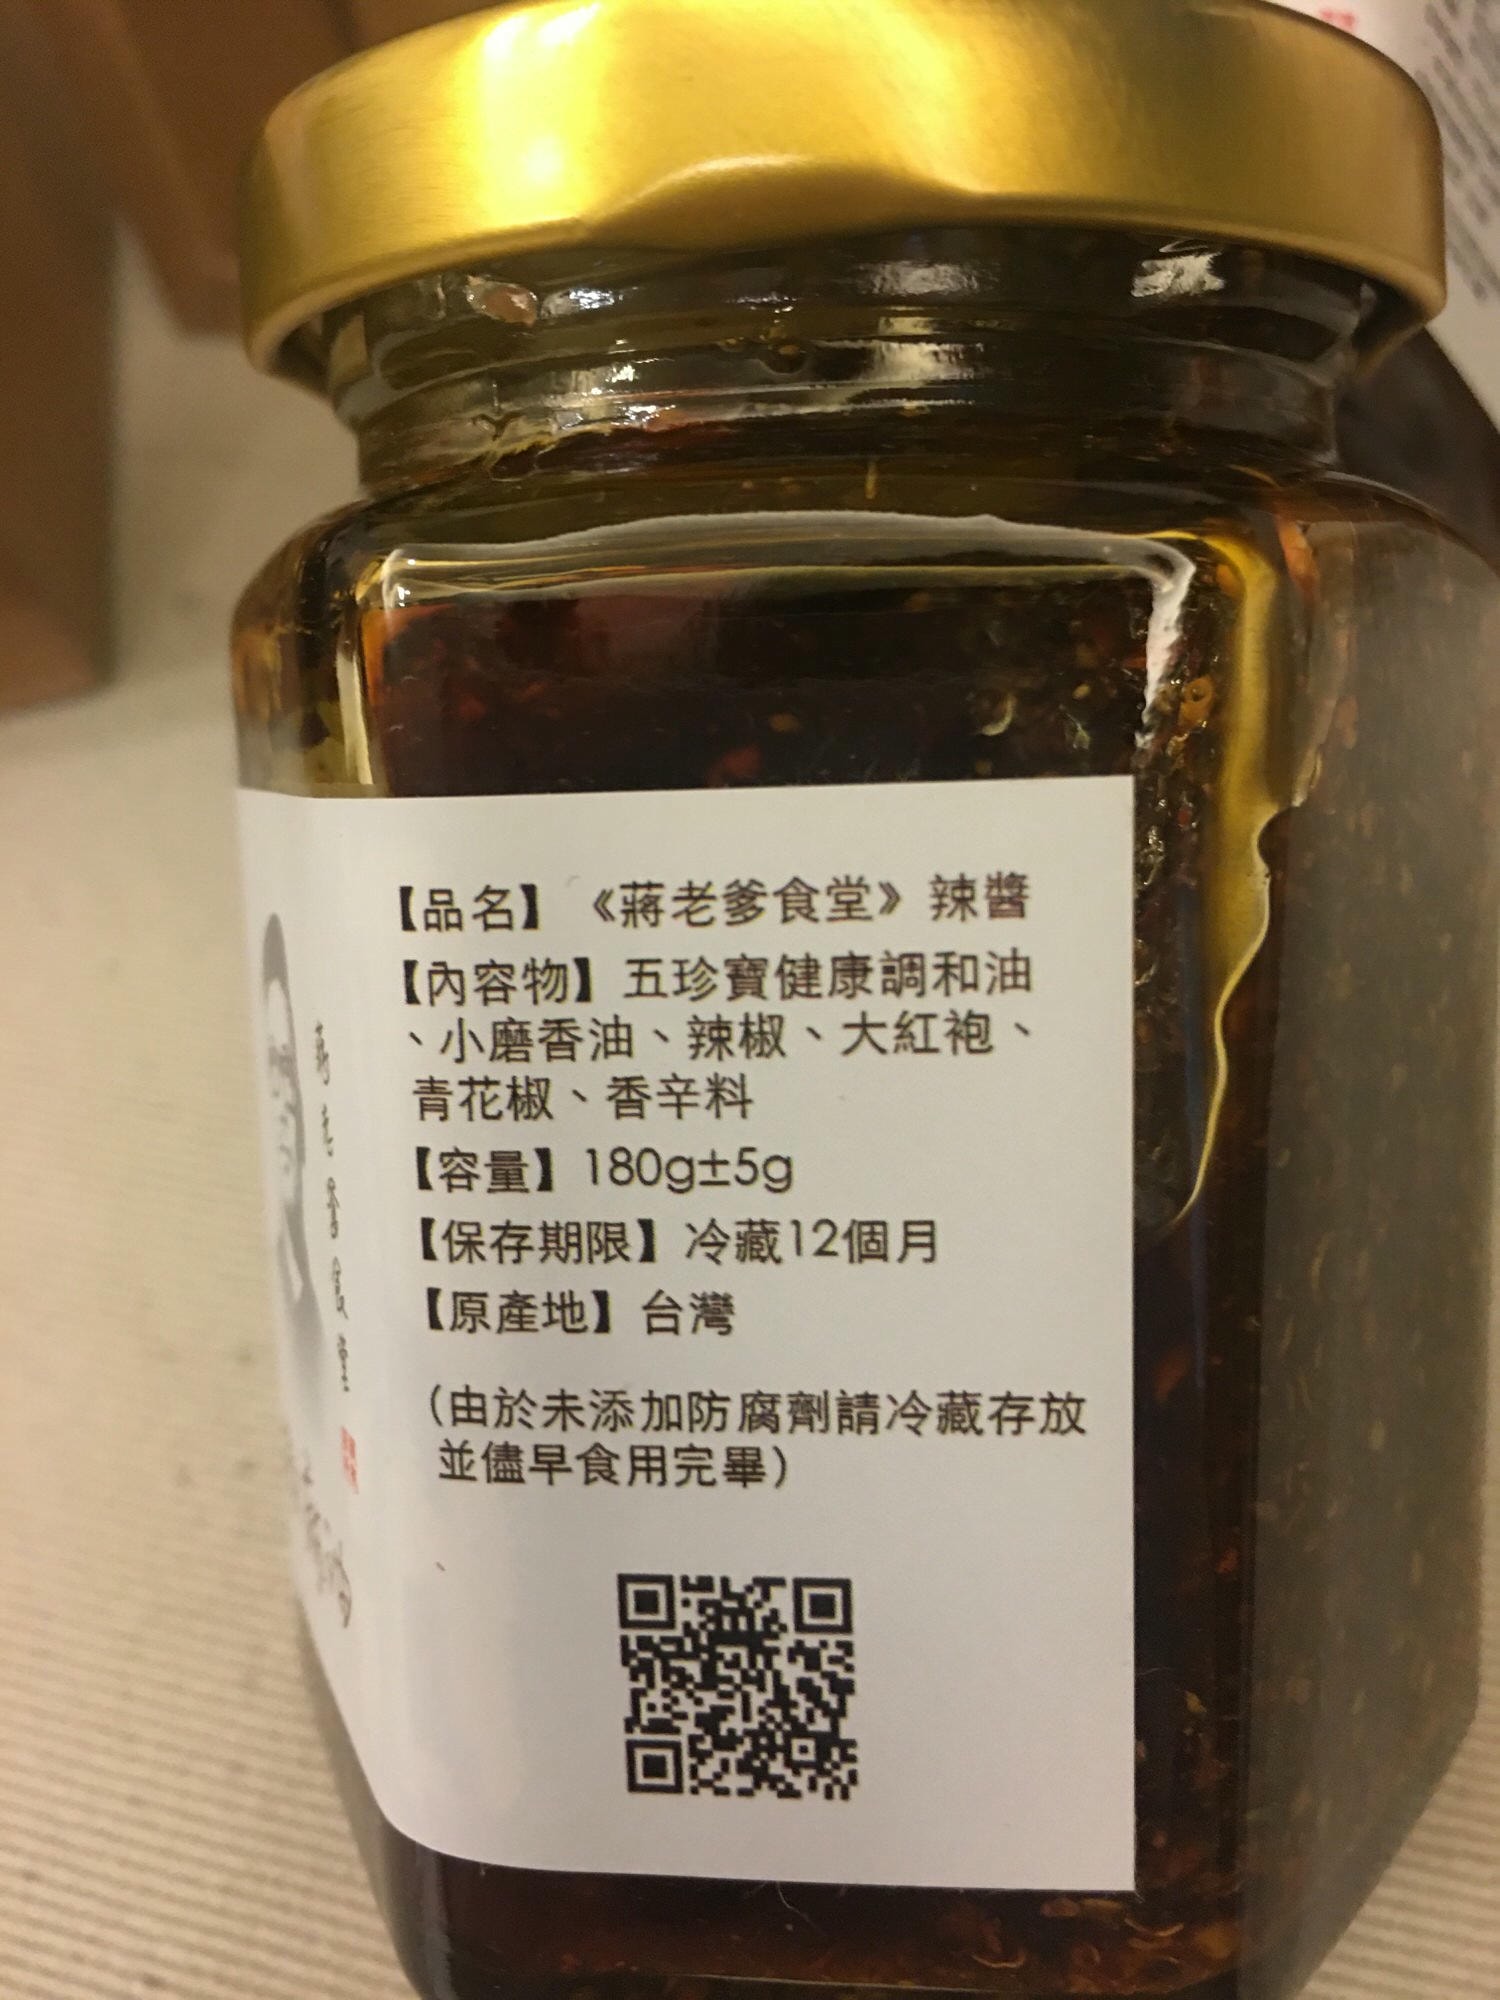 【品名】《蔣老爹食堂》辣醬
【內容物】五珍寶健康調和油
、小磨香油、辣椒、大紅袍、
青花椒、香辛料
【容量】180g±5g
【保存期限】冷藏12個月
【原產地】台灣
（由於未添加防腐劑請冷藏存放
並儘早食用完畢）
蔣老爹食堂